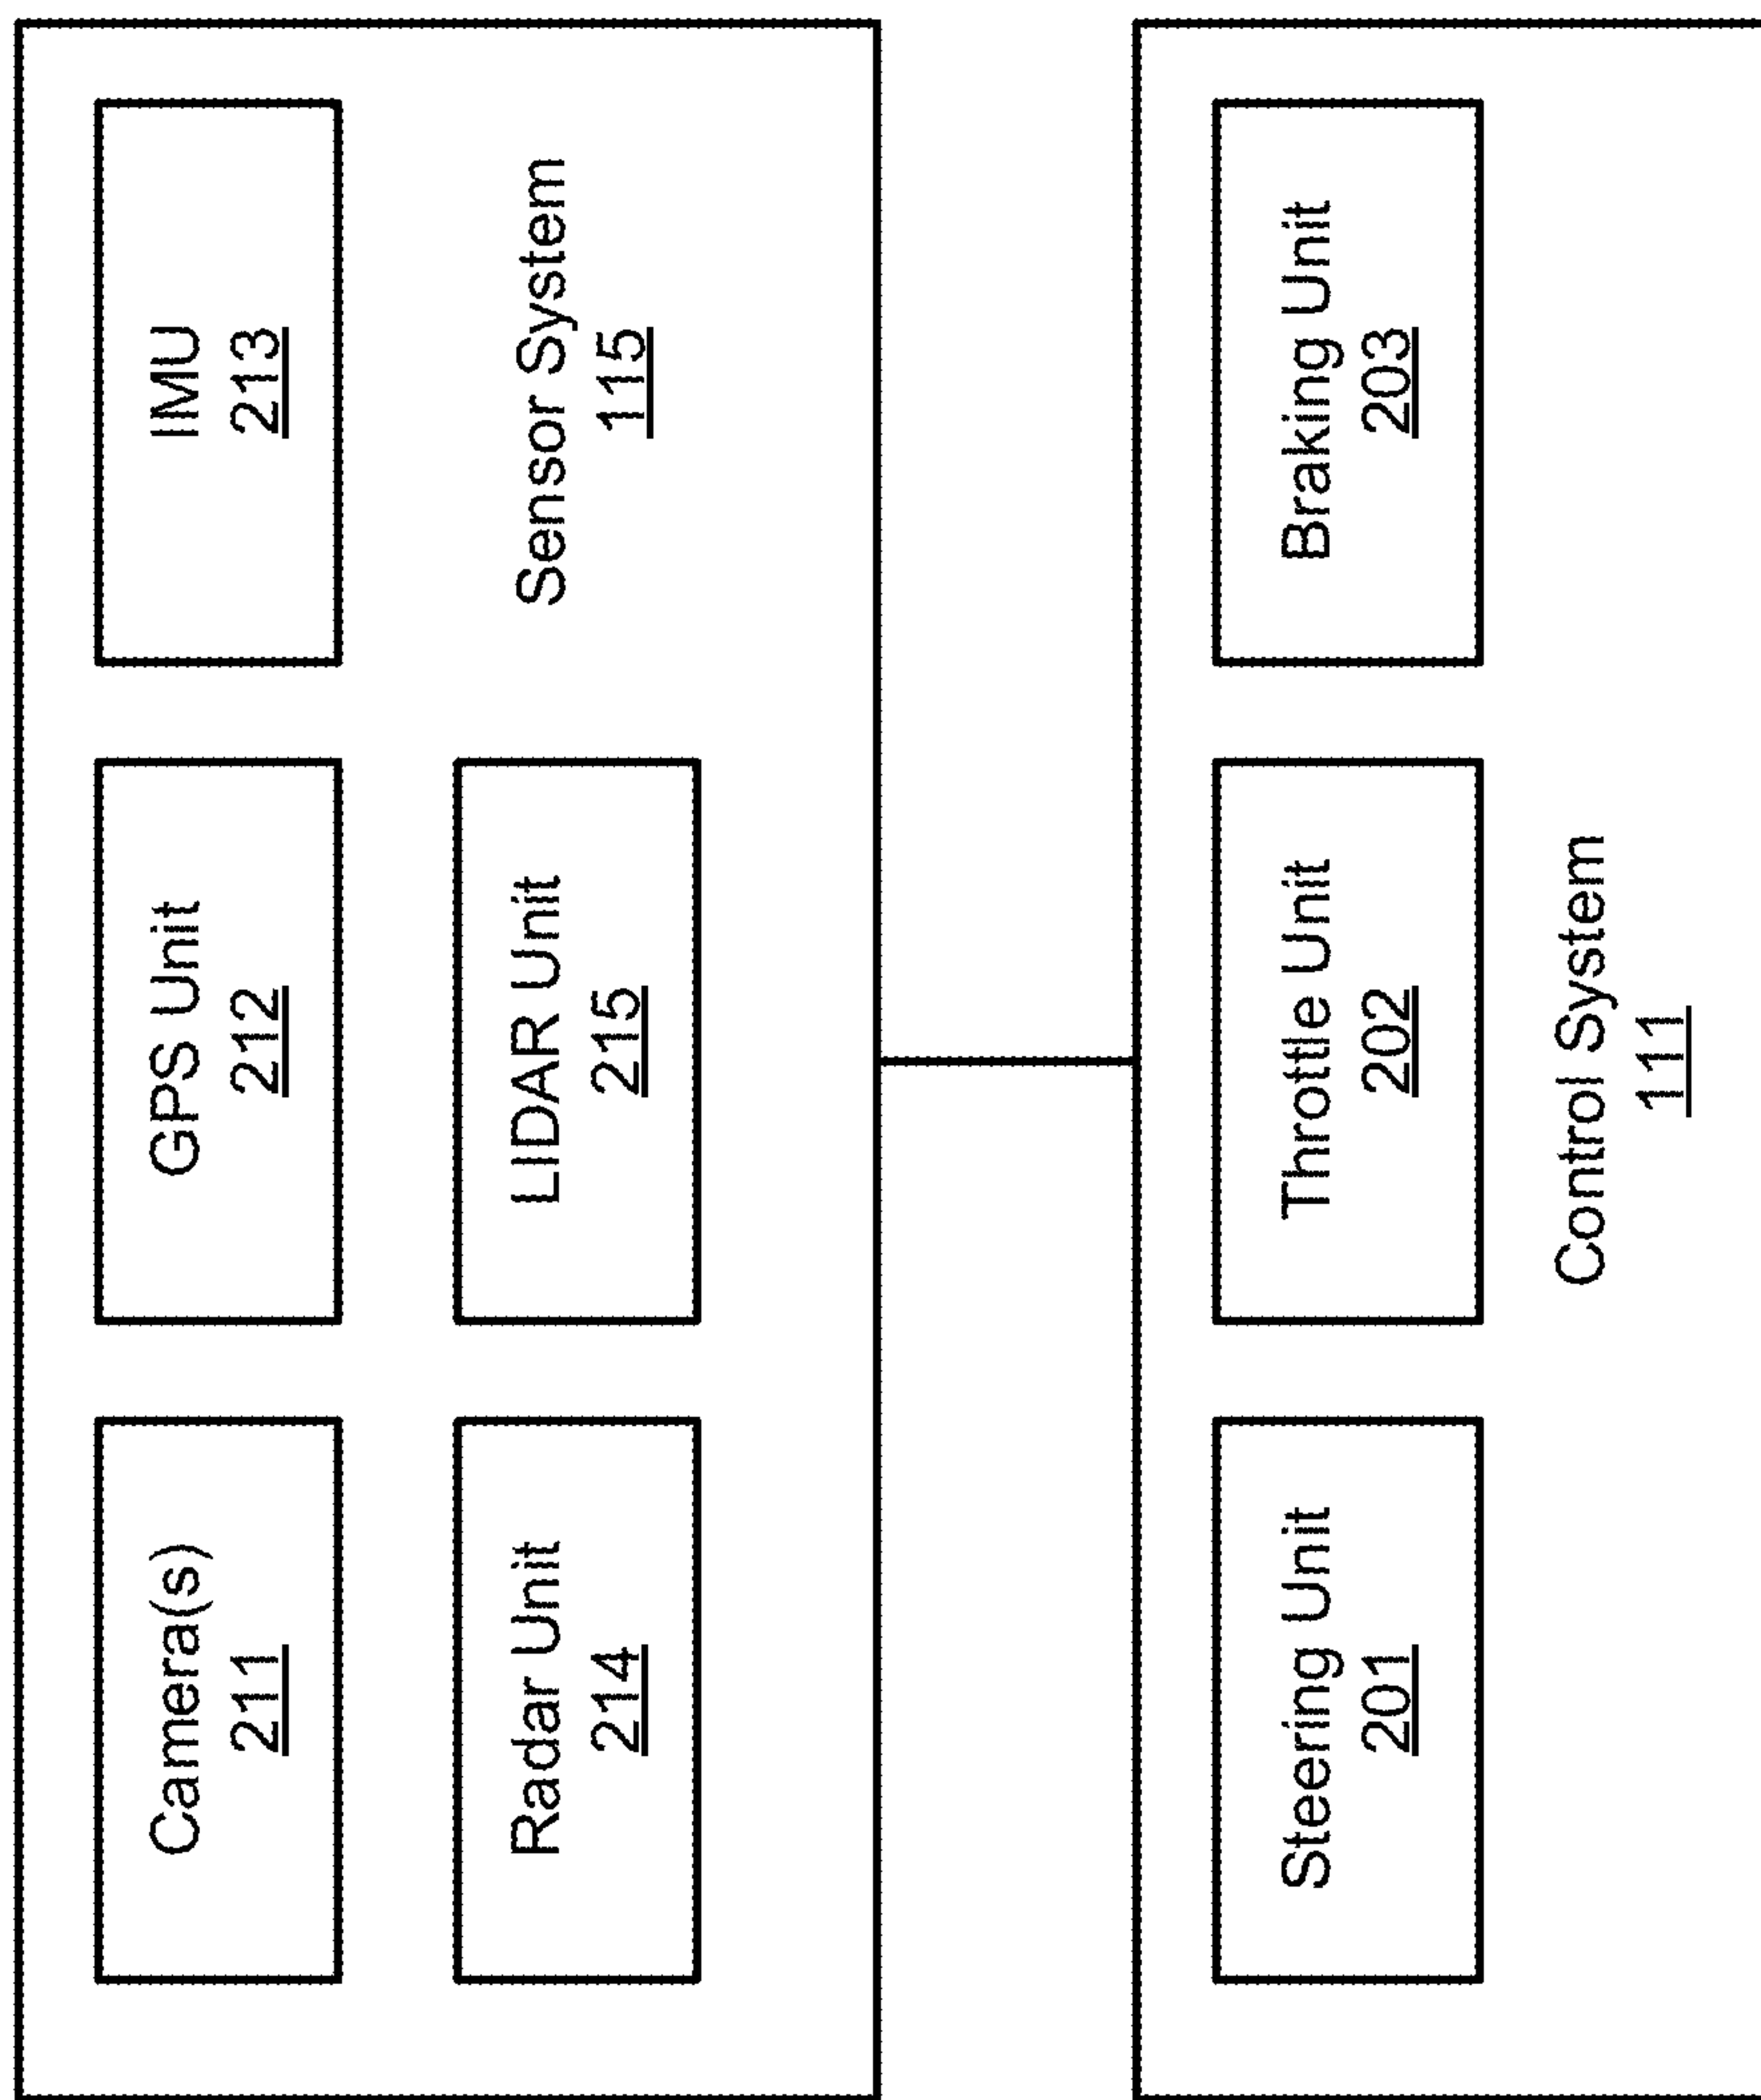 Camera(s)
211
GPS Unit
212
IMU
213
Radar Unit
214
LIDAR Unit
215
Sensor System
115
Steering Unit
201
Throttle Unit
202
Braking Unit
203
Control System
111